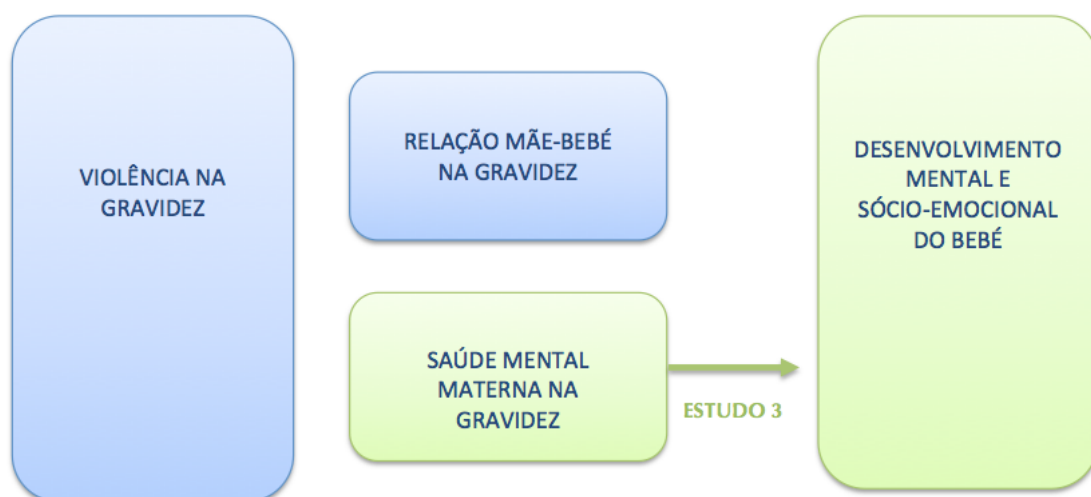 VIOLÊNCIA NA
GRAVIDEZ
RELAÇÃO MÃE-BEBÉ
NA GRAVIDEZ
SAÚDE MENTAL
MATERNA NA
GRAVIDEZ
ESTUDO 3
DESENVOLVIMENTO
MENTAL E
SÓCIO-EMOCIONAL
DO BEBÉ